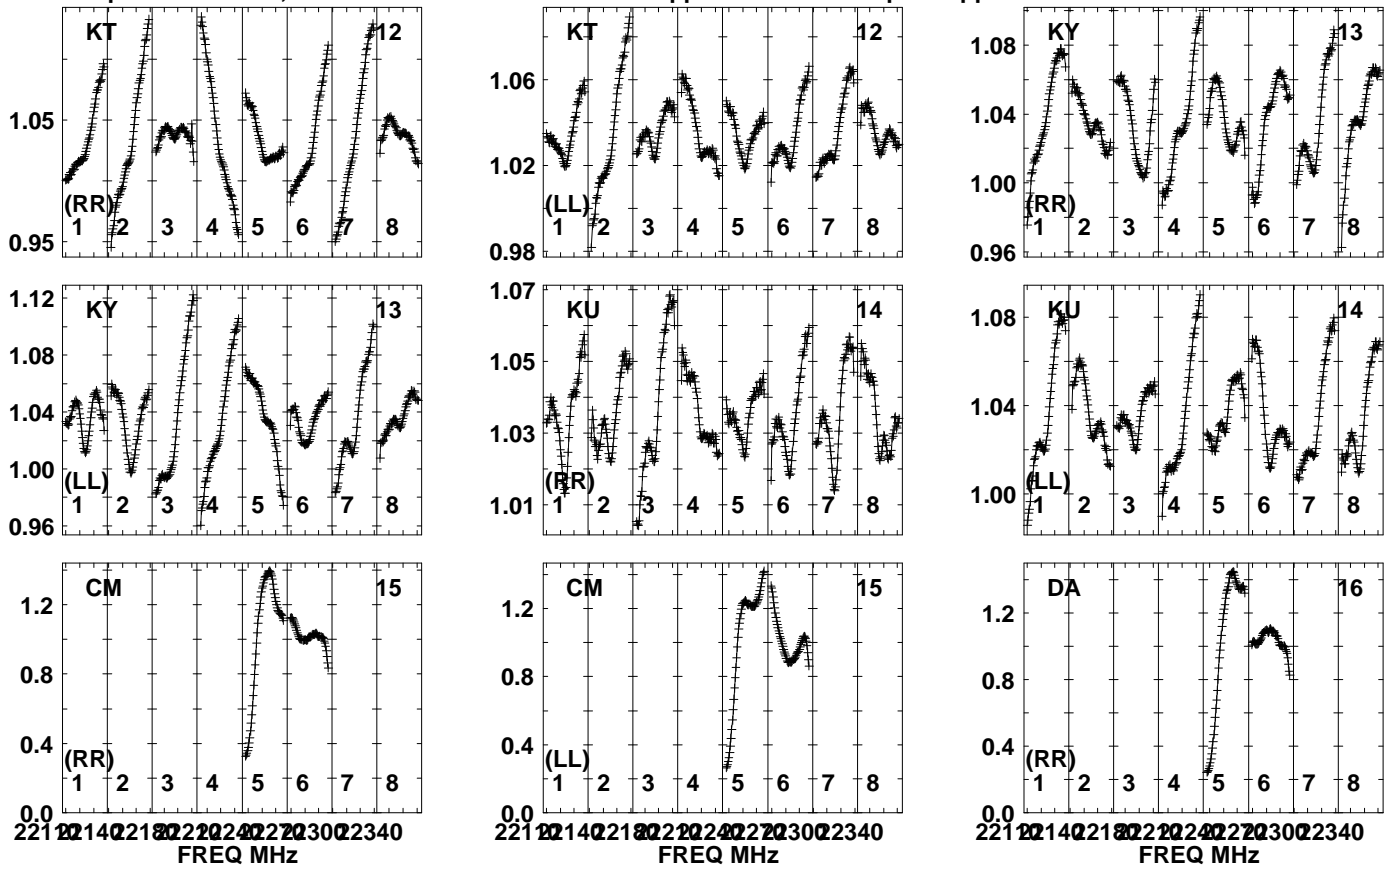 KT 12
1.05
0.95
(RR)
1 2 3 4 5 6 7 8
KT 12
1.06
1.02
0.98
(LL)
1 2 3 4 5 6 7 8
KY 13
1.08
1.04
1.00
0.96
(RR)
1 2 3 4 5 6 7 8
KY 13
1.12
1.08
1.04
1.00
0.96
(LL)
1 2 3 4 5 6 7 8
KU 14
1.07
1.05
1.03
1.01
(RR)
1 2 3 4 5 6 7 8
KU 14
1.08
1.04
1.00
(LL)
1 2 3 4 5 6 7 8
CM 15
1.2
0.8
0.4
0.0
(RR)
1 2 3 4 5 6 7 8
FREQ MHz
CM 15
1.2
0.8
0.4
0.0
(LL)
1 2 3 4 5 6 7 8
FREQ MHz
DA 16
1.2
0.8
0.4
0.0
(RR)
1 2 3 4 5 6 7 8
FREQ MHz